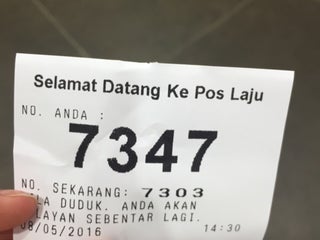 Selamat Datang Ke Pos Laju
NO. ANDA :
7347
NO. SEKARANG: 7303
LA DUDUK. ANDA AKAN
LAYAN SEBENTAR LAGI.
08/05/2016 14:30